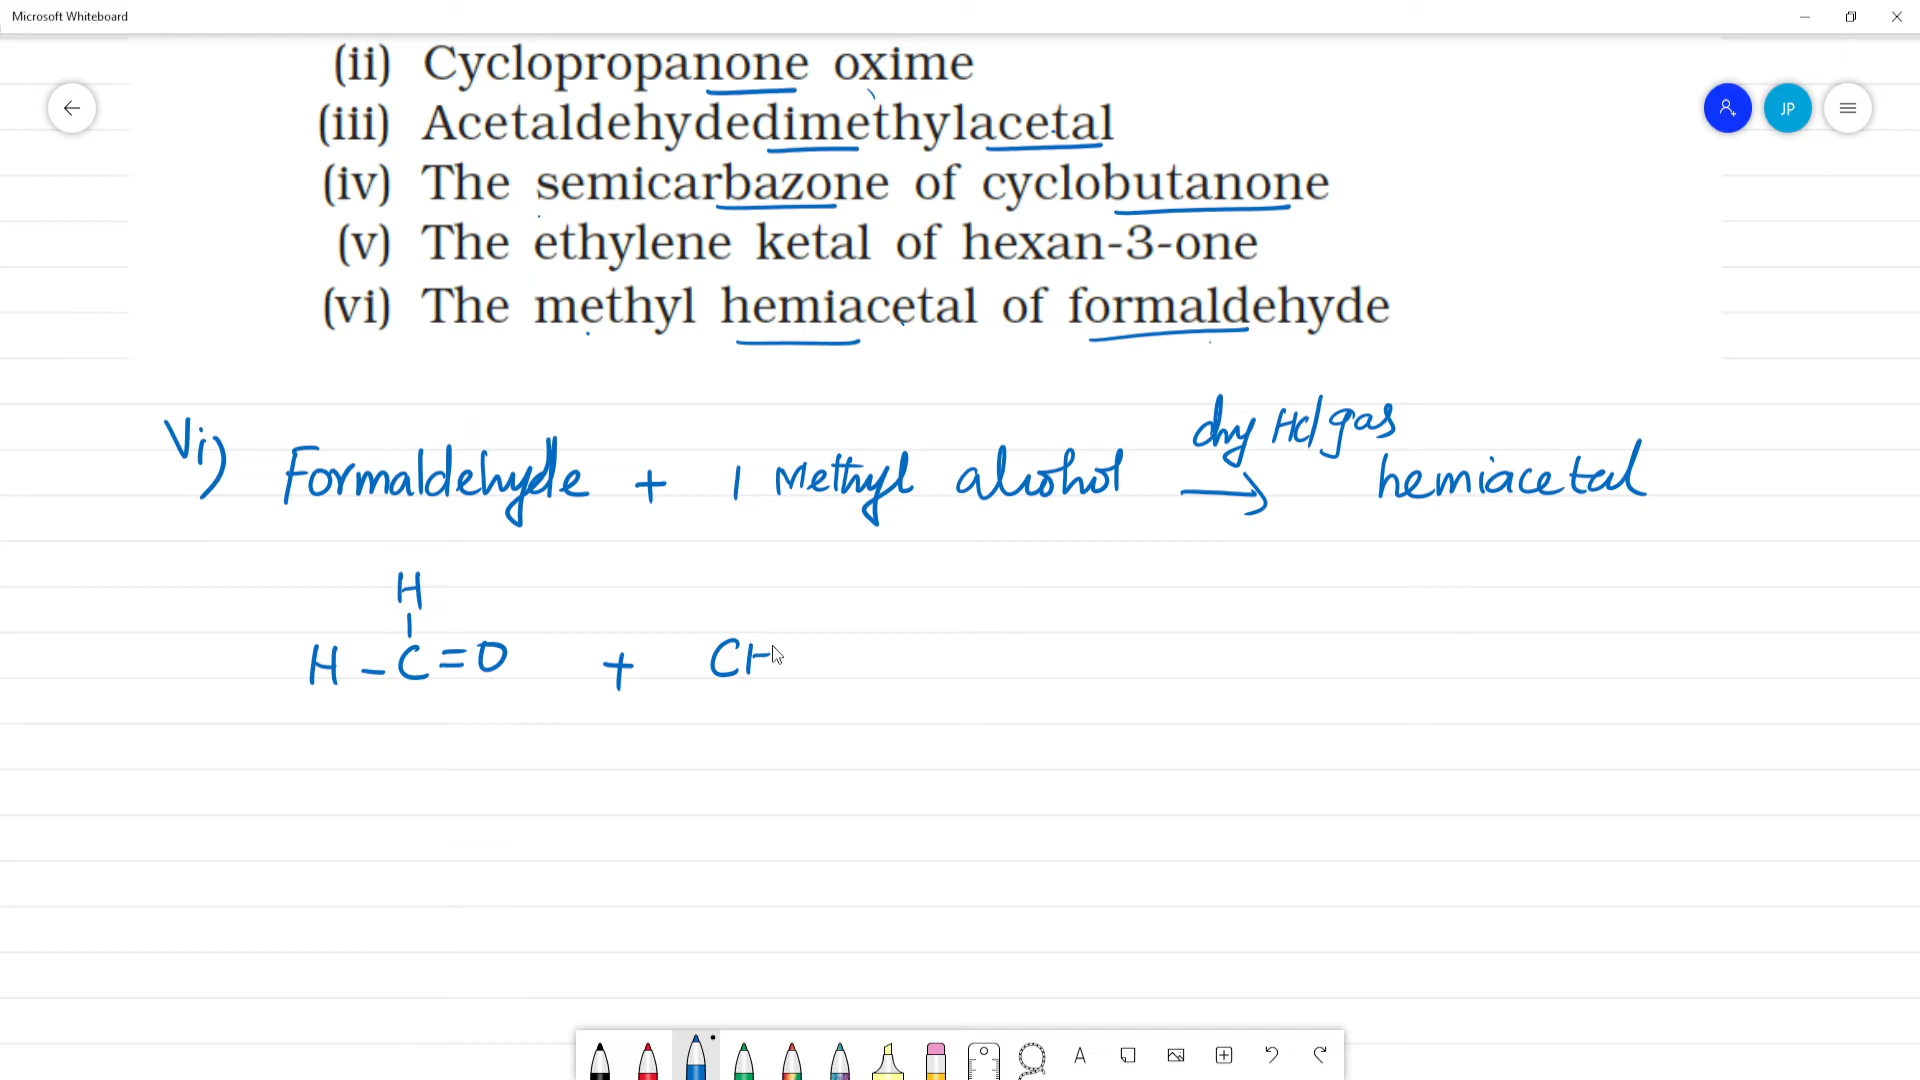 Microsoft Whiteboard
(ii) Cyclopropanone oxime
(iii) Acetaldehydedimethylacetal
JP
(iv) The semicarbazone of cyclobutanone
(v) The ethylene ketal of hexan-3-one
(vi) The methyl hemiacetal of formaldehyde
dry HCl gas
Vi) Formaldehyde + 1 Methyl alcohol → hemiacetal
H
|
H - C = O + CH
A